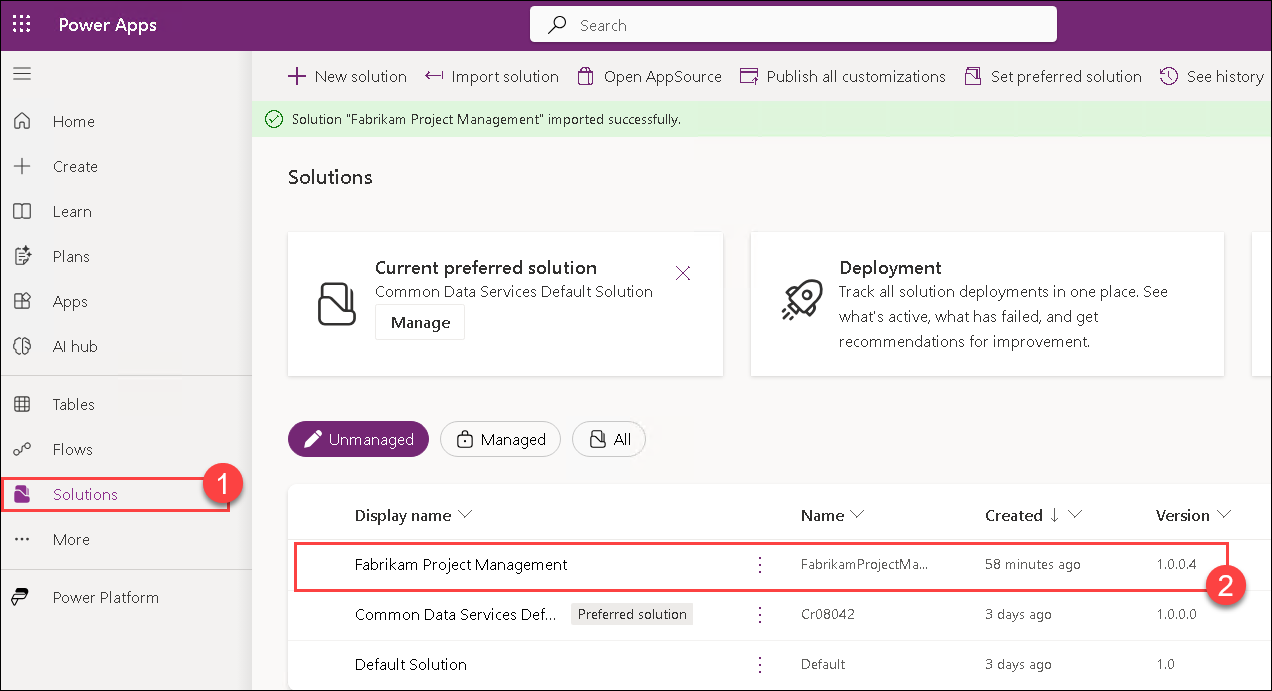 Power Apps
Search
New solution
Import solution
Open AppSource
Publish all customizations
Set preferred solution
See history
Solution "Fabrikam Project Management" imported successfully.
Home
Create
Learn
Plans
Apps
AI hub
Tables
Flows
Solutions
1
More
Power Platform
Solutions
Current preferred solution
Common Data Services Default Solution
Manage
Deployment
Track all solution deployments in one place. See
what's active, what has failed, and get
recommendations for improvement.
Unmanaged
Managed
All
Display name Name Created Version
Fabrikam Project Management FabrikamProjectMa... 58 minutes ago 1.0.0.4
2
Common Data Services Def... Preferred solution Cr08042 3 days ago 1.0.0.0
Default Solution Default 3 days ago 1.0